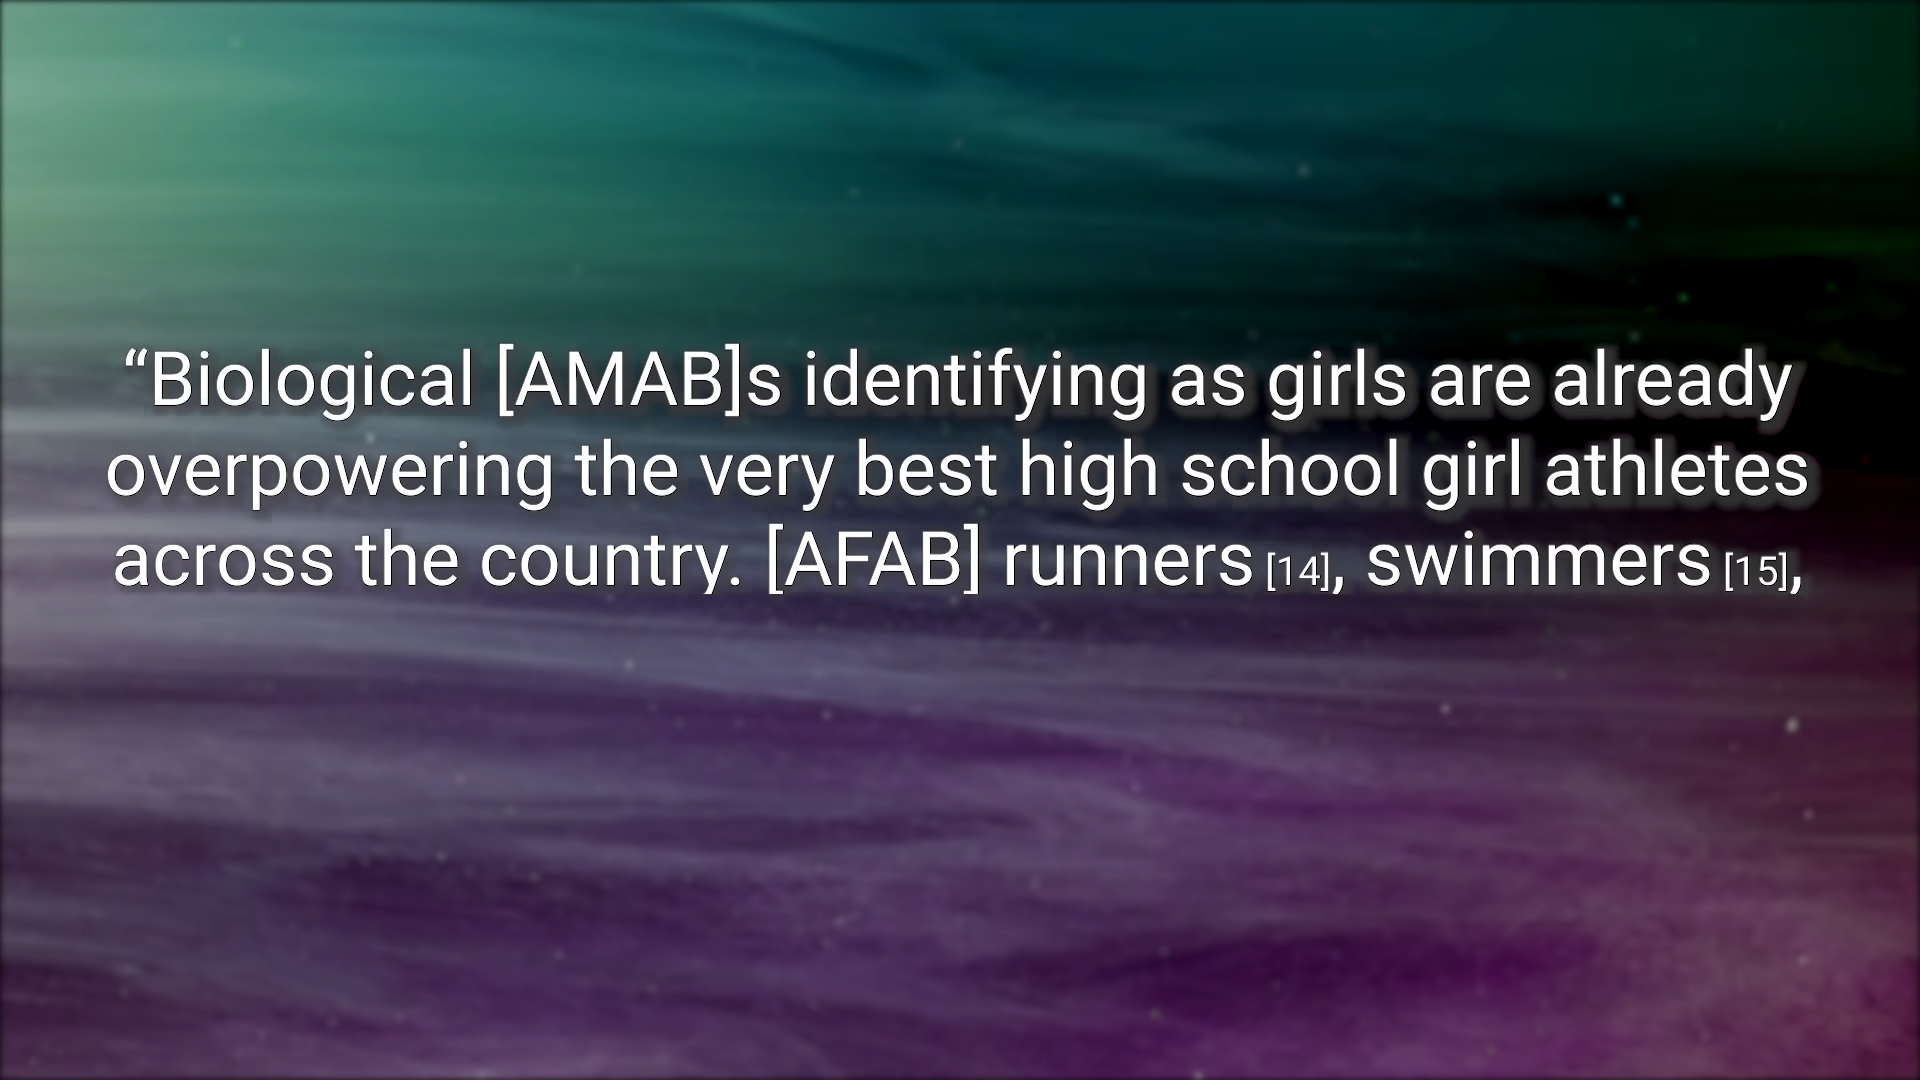 “Biological [AMAB]s identifying as girls are already
overpowering the very best high school girl athletes
across the country. [AFAB] runners [14], swimmers [15],